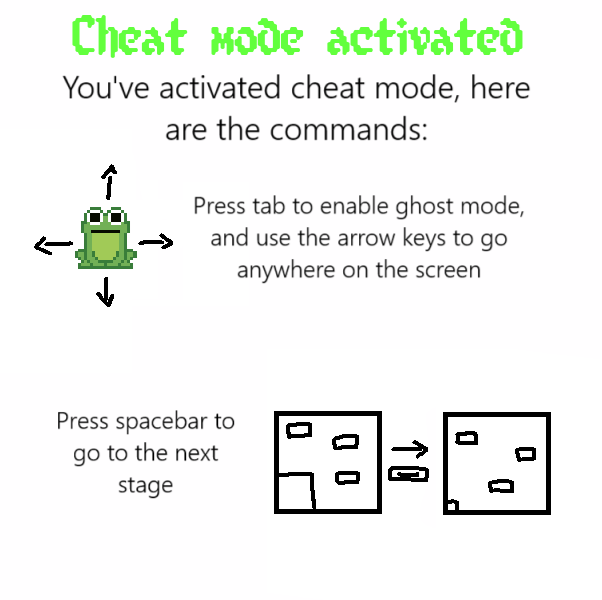 Cheat mode activated
You've activated cheat mode, here
are the commands:
Press tab to enable ghost mode,
and use the arrow keys to go
anywhere on the screen
Press spacebar to
go to the next
stage